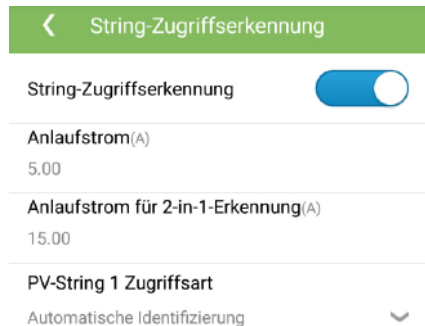 String-Zugriffserkennung
String-Zugriffserkennung
Anlaufstrom(A)
5.00
Anlaufstrom für 2-in-1-Erkennung(A)
15.00
PV-String 1 Zugriffsart
Automatische Identifizierung